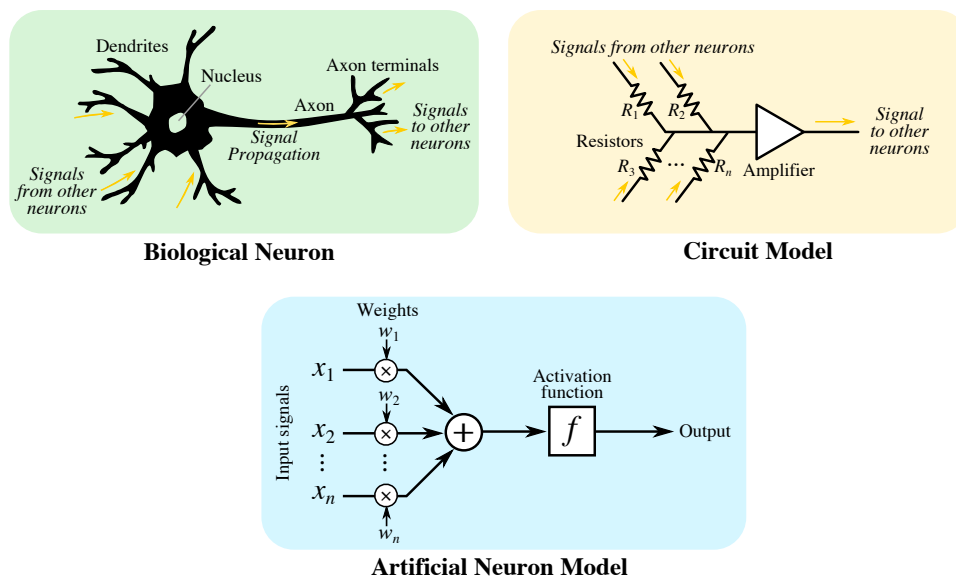 Dendrites
Nucleus
Axon terminals
Axon
Signals
to other
neurons
Signal
Propagation
Signals
from other
neurons
Biological Neuron
Signals from other neurons
R1
R2
Resistors
R3
...
Rn
Amplifier
Signal
to other
neurons
Circuit Model
Weights
w1
x1
×
w2
x2
×
⋮
⋮
xn
×
wn
Input signals
+
Activation
function
f
Output
Artificial Neuron Model